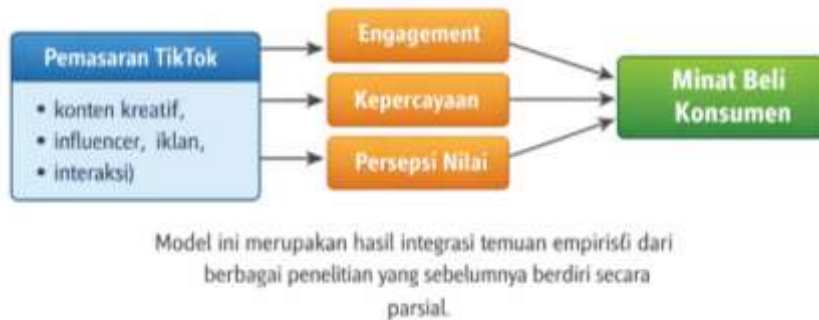 Pemasaran TikTok
• konten kreatif,
• influencer, iklan,
• interaksi)
Engagement
Kepercayaan
Persepsi Nilai
Minat Beli
Konsumen
Model ini merupakan hasil integrasi temuan empirisfi dari
berbagai penelitian yang sebelumnya berdiri secara
parsial.